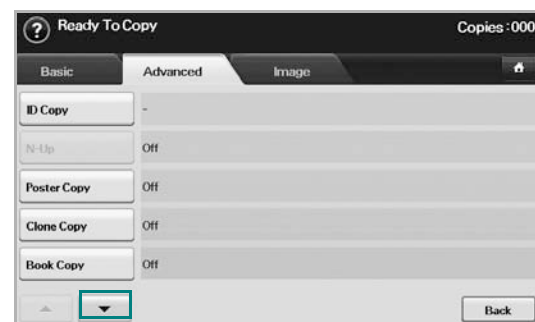 ? Ready To Copy Copies:000
Basic Advanced Image
ID Copy -
N-Up Off
Poster Copy Off
Clone Copy Off
Book Copy Off
Back